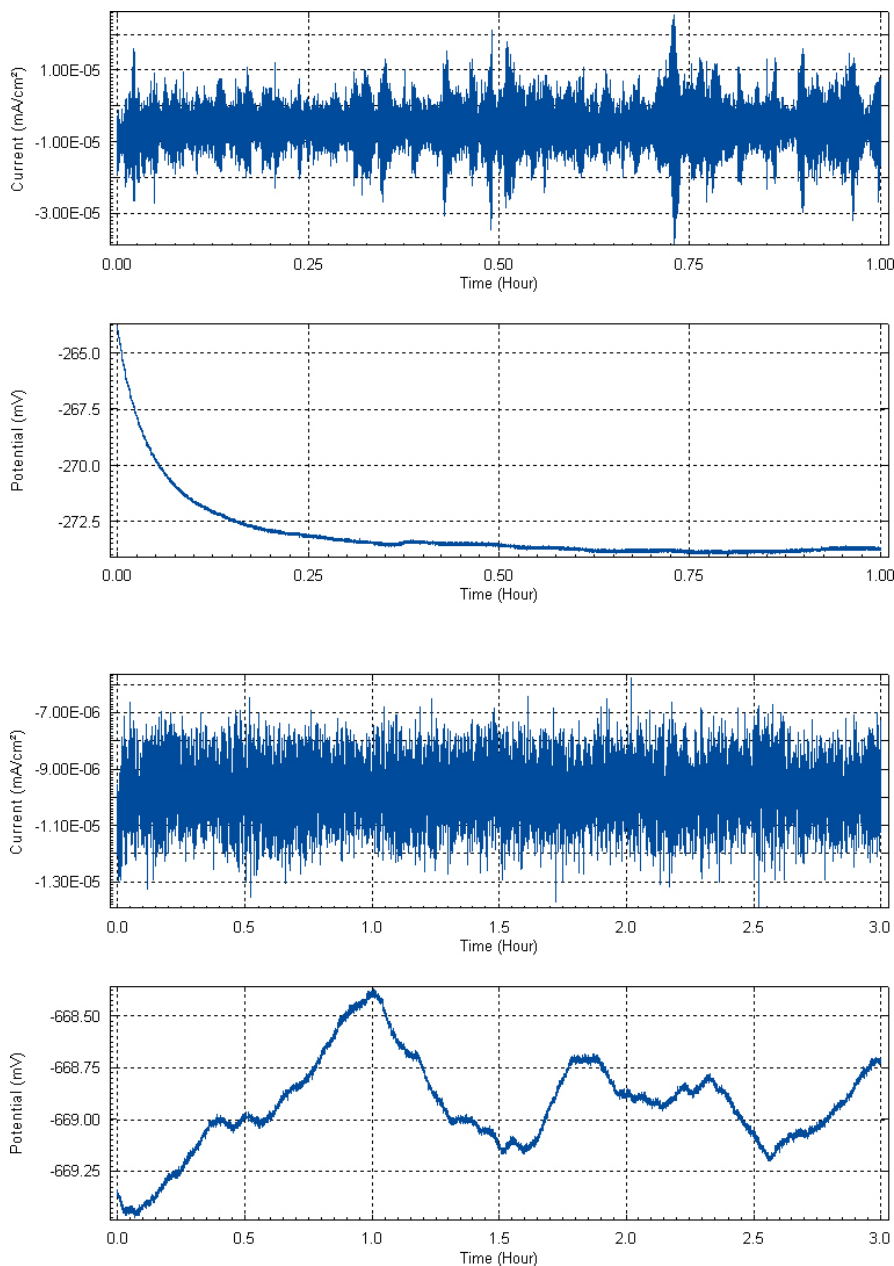 Current (mA/cm²)
1.00E-05
-1.00E-05
-3.00E-05
0.00 0.25 0.50 0.75 1.00
Time (Hour)
Potential (mV)
-265.0
-267.5
-270.0
-272.5
0.00 0.25 0.50 0.75 1.00
Time (Hour)
Current (mA/cm²)
-7.00E-06
-9.00E-06
-1.10E-05
-1.30E-05
0.0 0.5 1.0 1.5 2.0 2.5 3.0
Time (Hour)
Potential (mV)
-668.50
-668.75
-669.00
-669.25
0.0 0.5 1.0 1.5 2.0 2.5 3.0
Time (Hour)